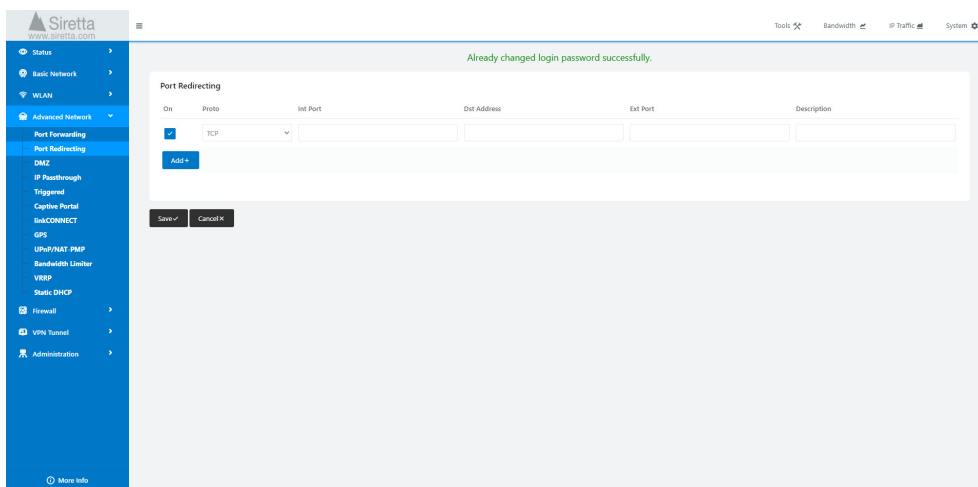 Siretta
www.siretta.com
Tools Bandwidth IP Traffic System
Status
Basic Network
WLAN
Advanced Network
Port Forwarding
Port Redirecting
DMZ
IP Passthrough
Triggered
Captive Portal
linkCONNECT
GPS
UPnP/NAT-PMP
Bandwidth Limiter
VRRP
Static DHCP
Firewall
VPN Tunnel
Administration
More Info
Already changed login password successfully.
Port Redirecting
On Proto Int Port Dst Address Ext Port Description
TCP
Add+
Save Cancel